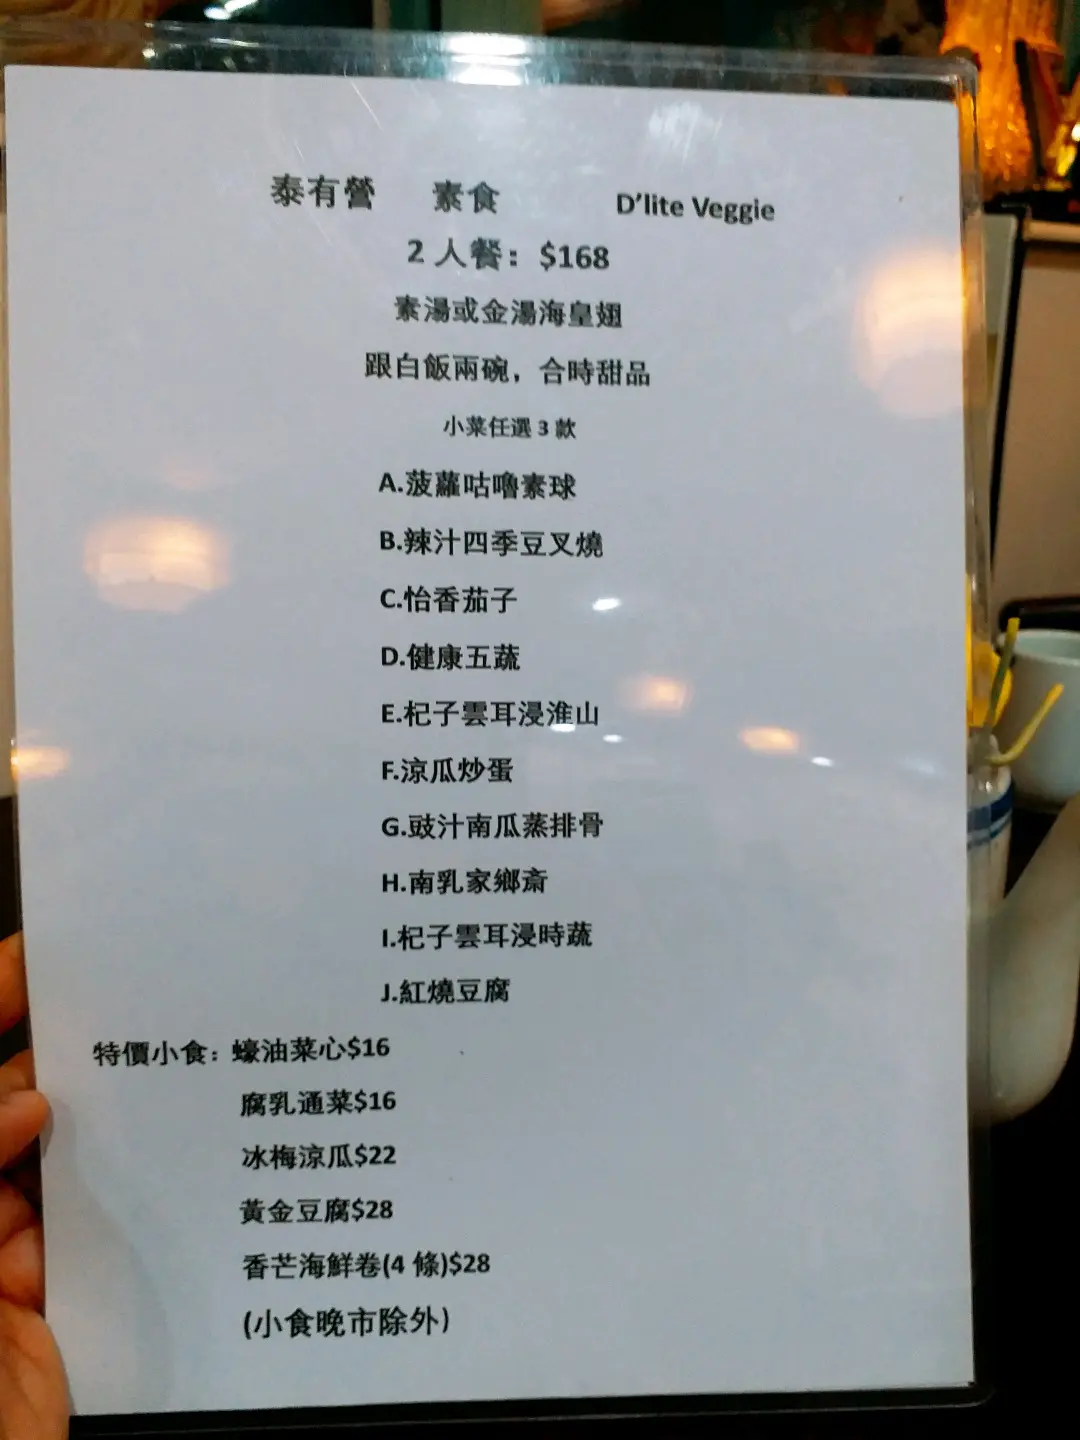 泰有營 素食 D'lite Veggie
2 人餐：$168
素湯或金湯海皇翅
跟白飯兩碗，合時甜品
小菜任選 3 款
A.菠蘿咕嚕素球
B.辣汁四季豆叉燒
C.怡香茄子
D.健康五蔬
E.杞子雲耳浸淮山
F.涼瓜炒蛋
G.豉汁南瓜蒸排骨
H.南乳家鄉斎
I.杞子雲耳浸時蔬
J.紅燒豆腐
特價小食：蠔油菜心$16
腐乳通菜$16
冰梅涼瓜$22
黃金豆腐$28
香芒海鮮卷(4 條)$28
(小食晚市除外)